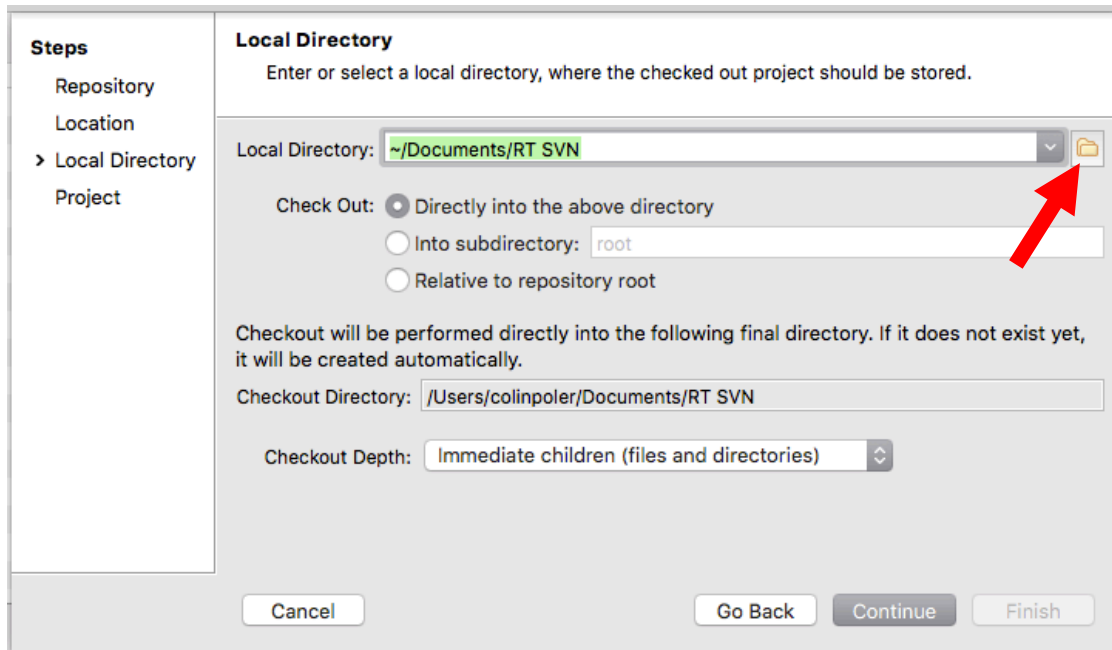 Steps
Repository
Location
> Local Directory
Project
Local Directory
Enter or select a local directory, where the checked out project should be stored.
Local Directory: ~/Documents/RT SVN
Check Out: Directly into the above directory
Into subdirectory: root
Relative to repository root
Checkout will be performed directly into the following final directory. If it does not exist yet,
it will be created automatically.
Checkout Directory: /Users/colinpoler/Documents/RT SVN
Checkout Depth: Immediate children (files and directories)
Cancel Go Back Continue Finish